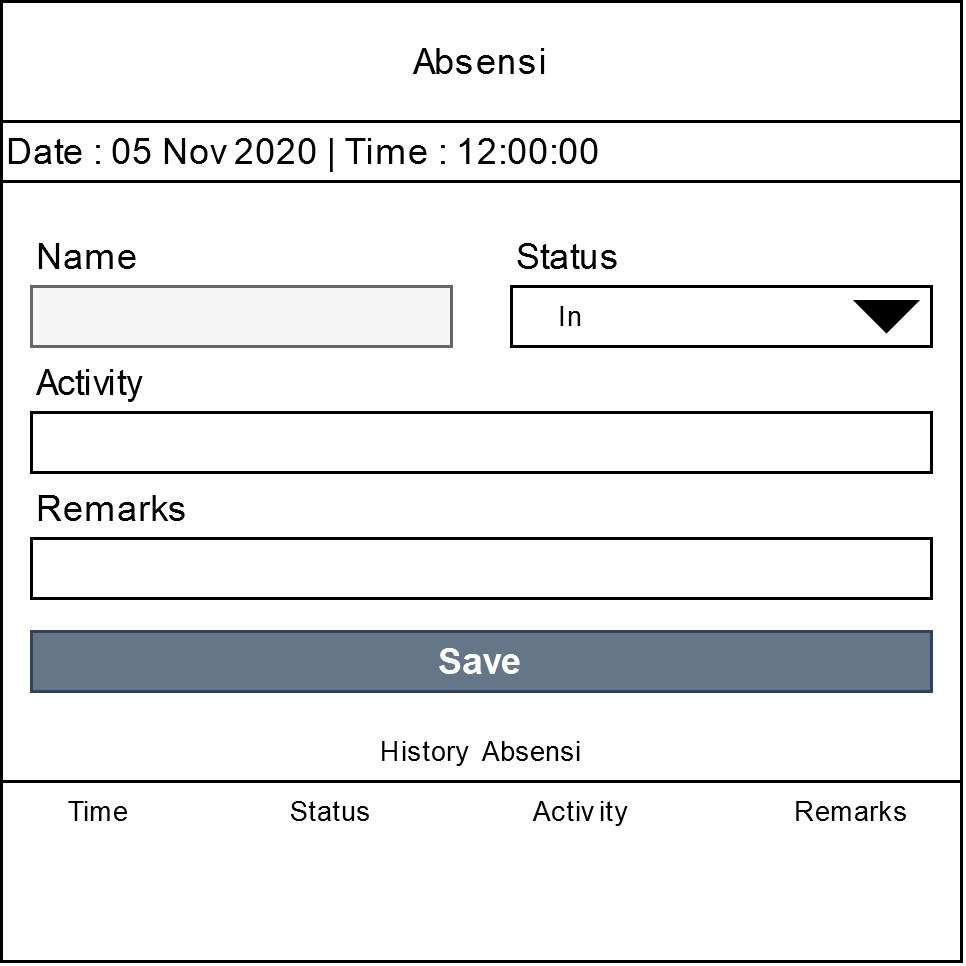 Absensi
Date : 05 Nov 2020 | Time : 12:00:00
Name Status
In
Activity
Remarks
Save
History Absensi
Time Status Activity Remarks